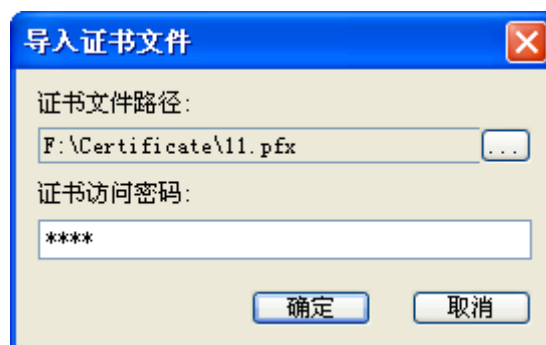 导入证书文件
证书文件路径:
F:\Certificate\11.pfx
...
证书访问密码:
****
确定 取消